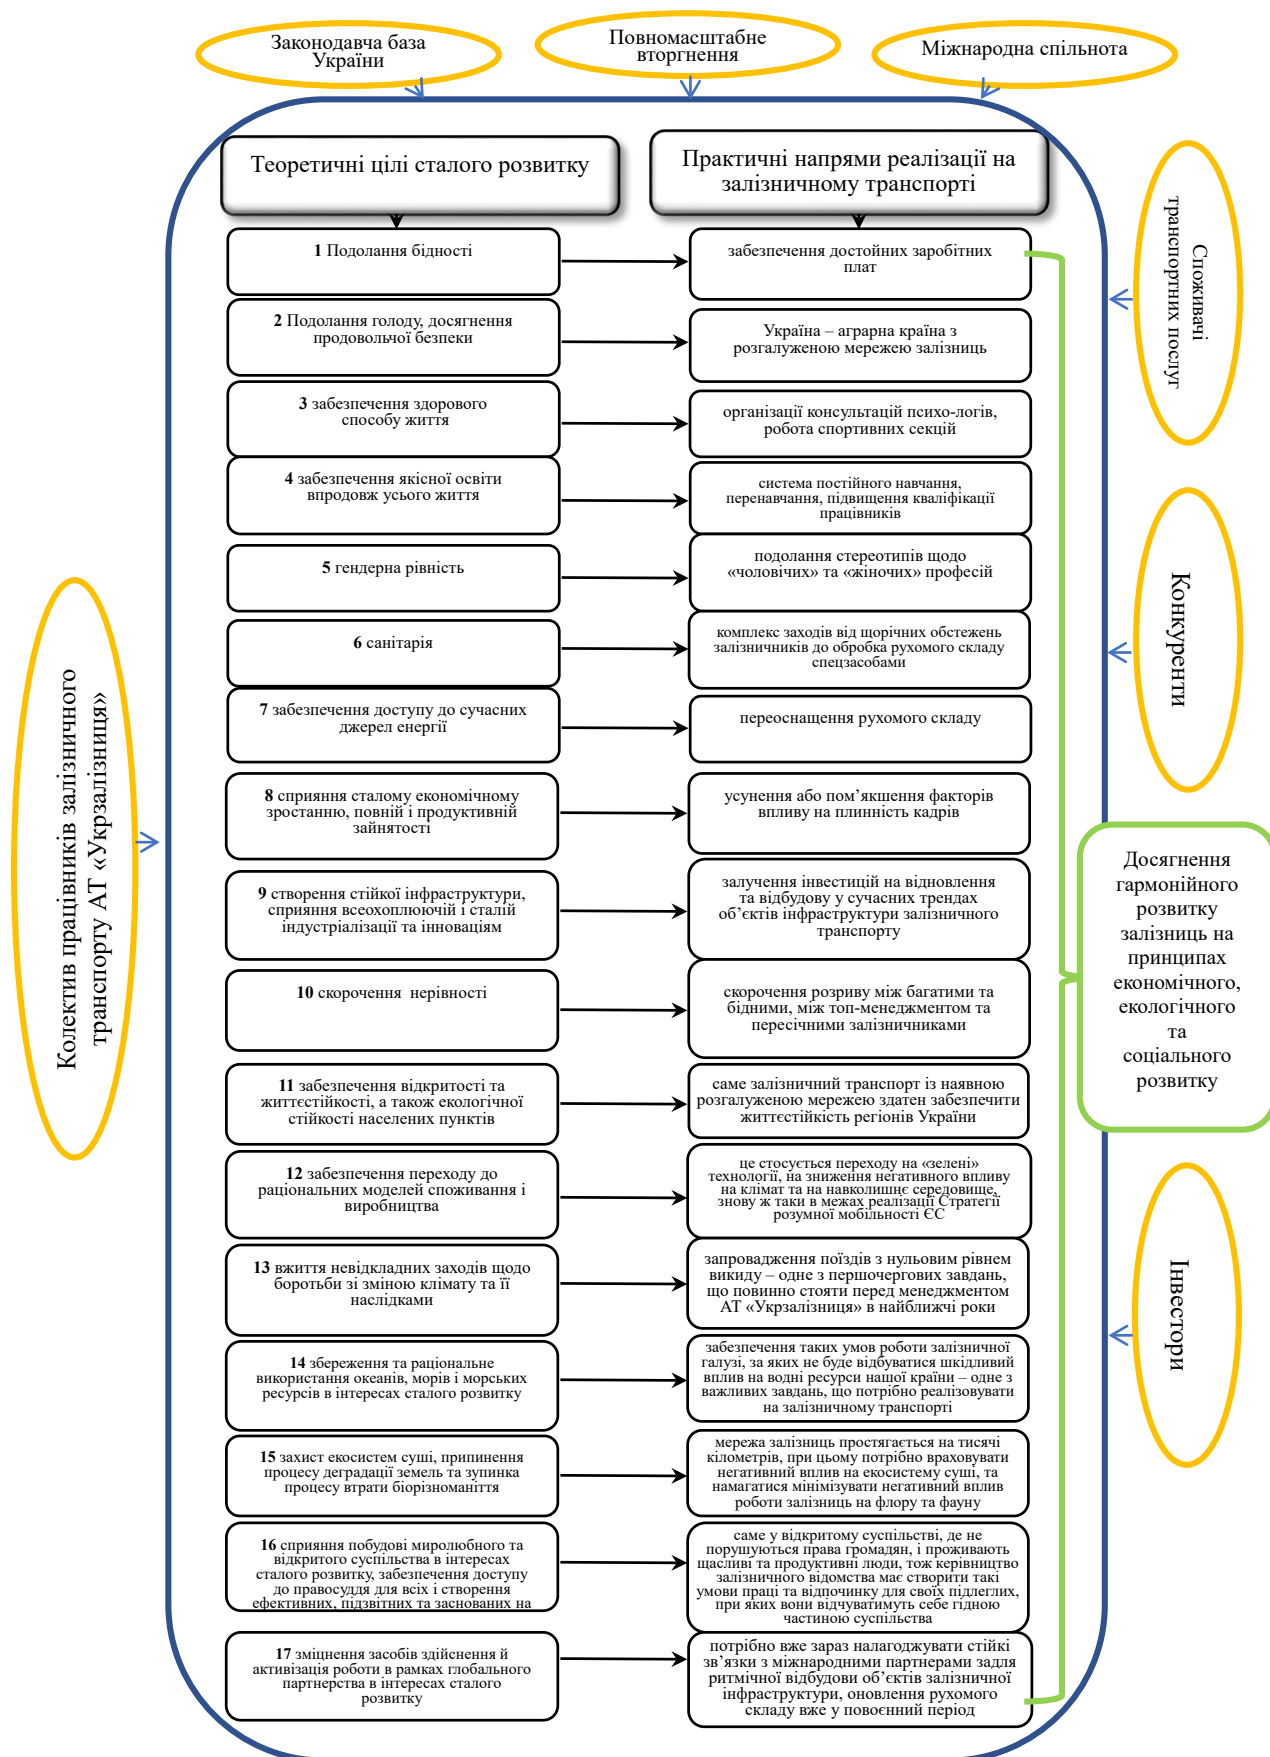 Законодавча база
України
Повномасштабне
вторгнення
Міжнародна спільнота
Теоретичні цілі сталого розвитку
Практичні напрями реалізації на
залізничному транспорті
1 Подолання бідності
забезпечення достойних заробітних
плат
2 Подолання голоду, досягнення
продовольчої безпеки
Україна – аграрна країна з
розгалуженою мережею залізниць
3 забезпечення здорового
способу життя
організації консультацій психо-логів,
робота спортивних секцій
4 забезпечення якісної освіти
впродовж усього життя
система постійного навчання,
перенавчання, підвищення кваліфікації
працівників
5 гендерна рівність
подолання стереотипів щодо
«чоловічих» та «жіночих» професій
6 санітарія
комплекс заходів від щорічних обстежень
залізничників до обробка рухомого складу
спецзасобами
7 забезпечення доступу до сучасних
джерел енергії
переоснащення рухомого складу
8 сприяння сталому економічному
зростанню, повній і продуктивній
зайнятості
усунення або пом’якшення факторів
впливу на плинність кадрів
9 створення стійкої інфраструктури,
сприяння всеохоплюючій і сталій
індустріалізації та інноваціям
залучення інвестицій на відновлення
та відбудову у сучасних трендах
об’єктів інфраструктури залізничного
транспорту
10 скорочення нерівності
скорочення розриву між багатими та
бідними, між топ-менеджментом та
пересічними залізничниками
11 забезпечення відкритості та
життєстійкості, а також екологічної
стійкості населених пунктів
саме залізничний транспорт із наявною
розгалуженою мережею здатен забезпечити
життєстійкість регіонів України
12 забезпечення переходу до
раціональних моделей споживання і
виробництва
це стосується переходу на «зелені»
технології, на зниження негативного впливу
на клімат та на навколишнє середовище,
знову ж таки в межах реалізації Стратегії
розумної мобільності ЄС
13 вжиття невідкладних заходів щодо
боротьби зі зміною клімату та її
наслідками
запровадження поїздів з нульовим рівнем
викиду – одне з першочергових завдань,
що повинно стояти перед менеджментом
АТ «Укрзалізниця» в найближчі роки
14 збереження та раціональне
використання океанів, морів і морських
ресурсів в інтересах сталого розвитку
забезпечення таких умов роботи залізничної
галузі, за яких не буде відбуватися шкідливий
вплив на водні ресурси нашої країни – одне з
важливих завдань, що потрібно реалізовувати
на залізничному транспорті
15 захист екосистем суші, припинення
процесу деградації земель та зупинка
процесу втрати біорізноманіття
мережа залізниць простягається на тисячі
кілометрів, при цьому потрібно враховувати
негативний вплив на екосистему суші, та
намагатися мінімізувати негативний вплив
роботи залізниць на флору та фауну
16 сприяння побудові миролюбного та
відкритого суспільства в інтересах
сталого розвитку, забезпечення доступу
до правосуддя для всіх і створення
ефективних, підзвітних та заснованих на
саме у відкритому суспільстві, де не
порушуються права громадян, і проживають
щасливі та продуктивні люди, тож керівництво
залізничного відомства має створити такі
умови праці та відпочинку для своїх підлеглих,
при яких вони відчуватимуть себе гідною
частиною суспільства
17 зміцнення засобів здійснення й
активізація роботи в рамках глобального
партнерства в інтересах сталого
розвитку
потрібно вже зараз налагоджувати стійкі
зв’язки з міжнародними партнерами задля
ритмічної відбудови об’єктів залізничної
інфраструктури, оновлення рухомого
складу вже у повоєнний період
Колектив працівників залізничного
транспорту АТ «Укрзалізниця»
Споживачі
транспортних послуг
Конкуренти
Досягнення
гармонійного
розвитку
залізниць на
принципах
економічного,
екологічного
та
соціального
розвитку
Інвестори